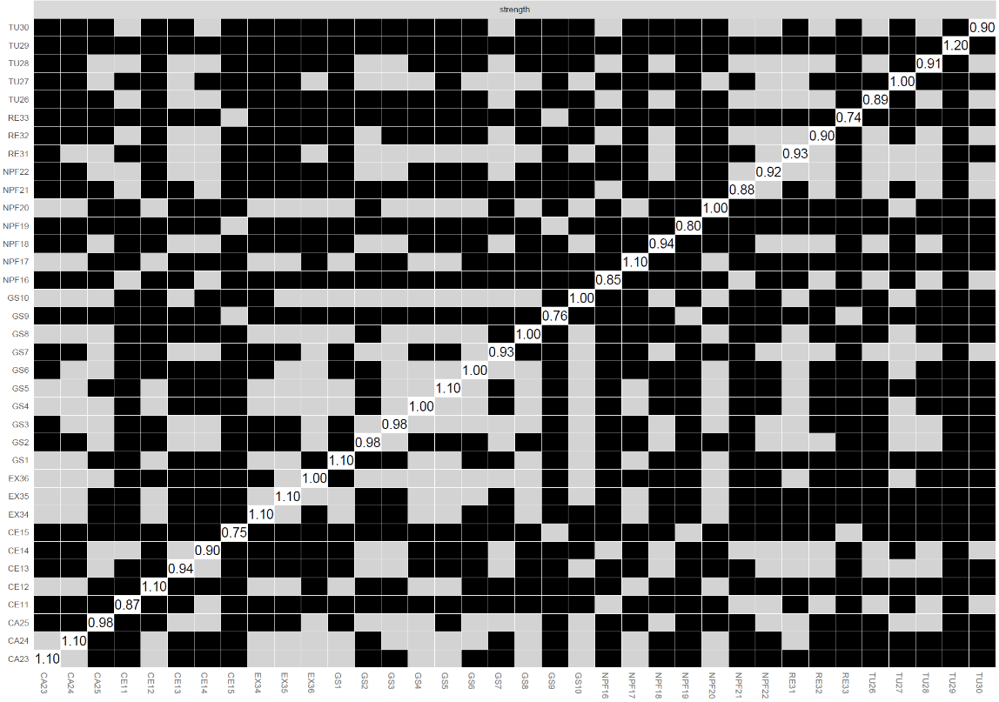 strength
TU30 0.90
TU29 1.20
TU28 0.91
TU27 1.00
TU26 0.89
RE33 0.74
RE32 0.90
RE31 0.93
NPF22 0.92
NPF21 0.88
NPF20 1.00
NPF19 0.80
NPF18 0.94
NPF17 1.10
NPF16 0.85
GS10 1.00
GS9 0.76
GS8 1.00
GS7 0.93
GS6 1.00
GS5 1.10
GS4 1.00
GS3 0.98
GS2 0.98
GS1 1.10
EX36 1.00
EX35 1.10
EX34 1.10
CE15 0.75
CE14 0.90
CE13 0.94
CE12 1.10
CE11 0.87
CA25 0.98
CA24 1.10
CA23 1.10
CA23 CA24 CA25 CE11 CE12 CE13 CE14 CE15 EX34 EX35 EX36 GS1 GS2 GS3 GS4 GS5 GS6 GS7 GS8 GS9 GS10 NPF16 NPF17 NPF18 NPF19 NPF20 NPF21 NPF22 RE31 RE32 RE33 TU26 TU27 TU28 TU29 TU30